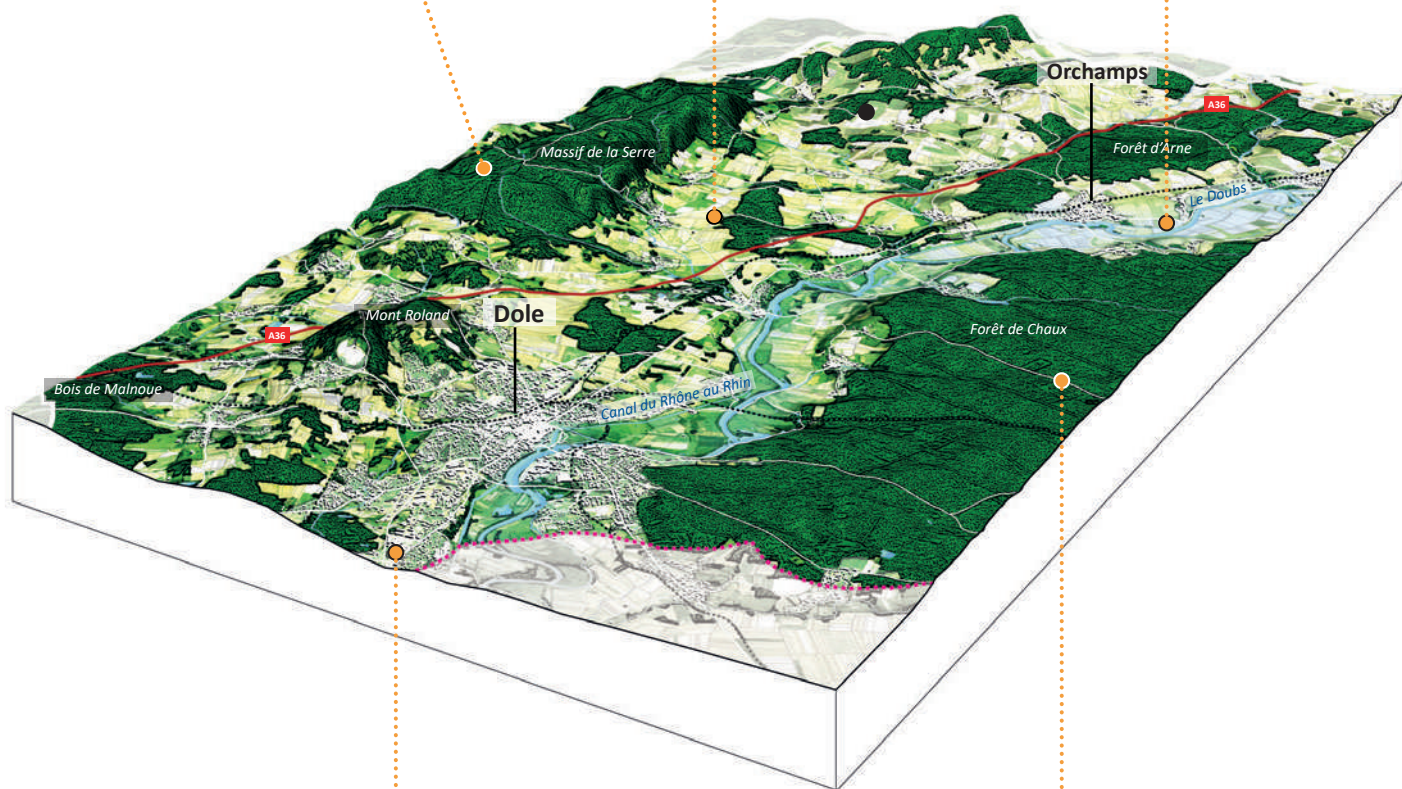 Orchamps
A36
Massif de la Serre
Forêt d'Arne
Le Doubs
Mont Roland
Dole
Forêt de Chaux
A36
Bois de Malnoue
Canal du Rhône au Rhin